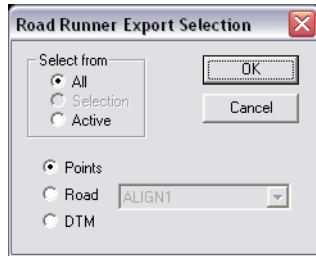 Road Runner Export Selection
Select from
All
Selection
Active
OK
Cancel
Points
Road
ALIGN1
DTM